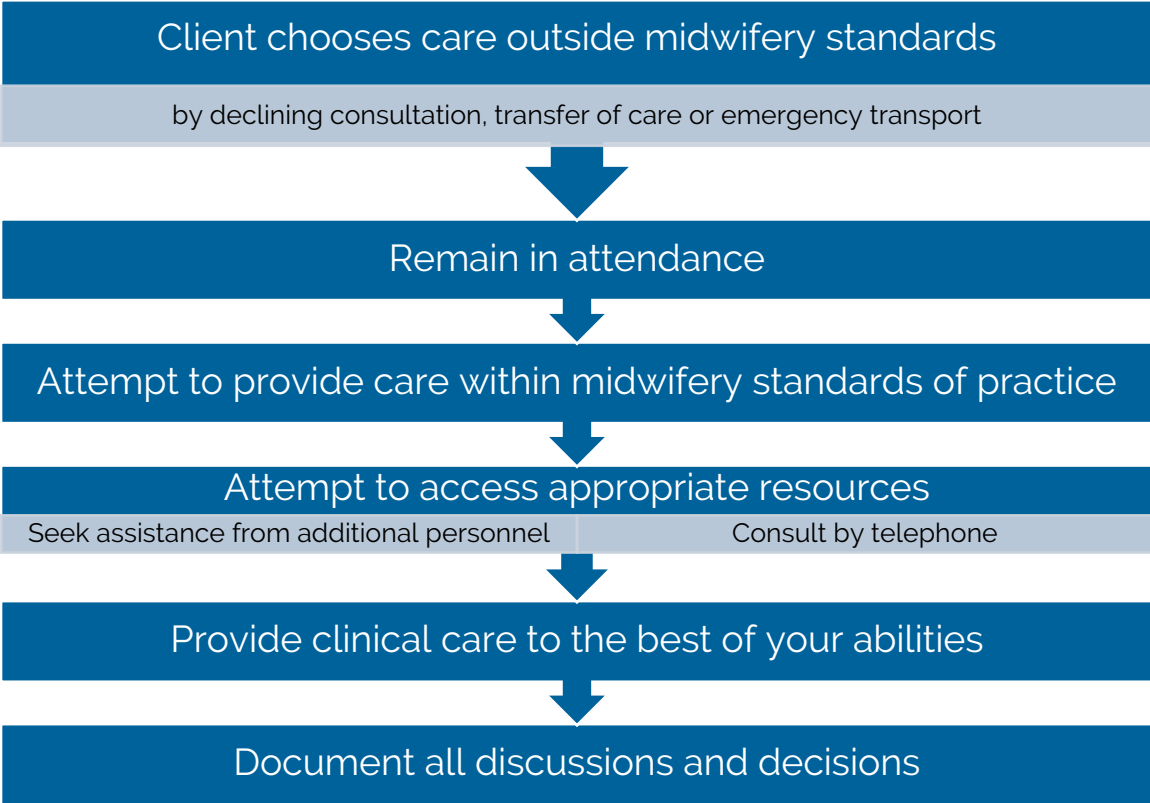 Client chooses care outside midwifery standards
by declining consultation, transfer of care or emergency transport
Remain in attendance
Attempt to provide care within midwifery standards of practice
Attempt to access appropriate resources
Seek assistance from additional personnel
Consult by telephone
Provide clinical care to the best of your abilities
Document all discussions and decisions